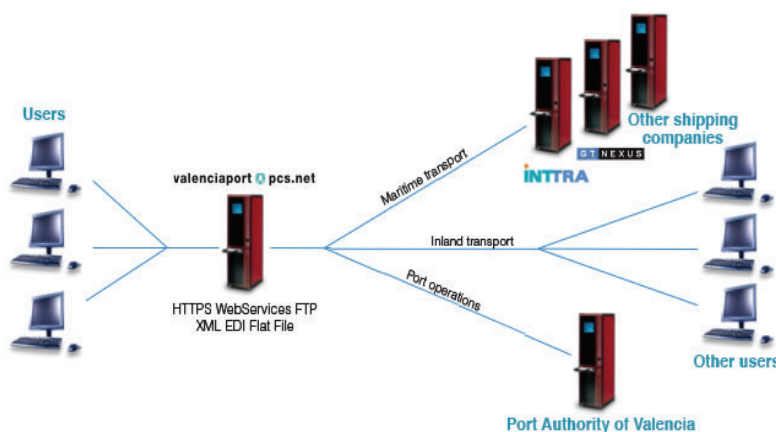 Users
valenciaport pcs.net
HTTPS WebServices FTP
XML EDI Flat File
Maritime transport
Inland transport
Port operations
Other shipping
companies
GT NEXUS
INTTRA
Other users
Port Authority of Valencia